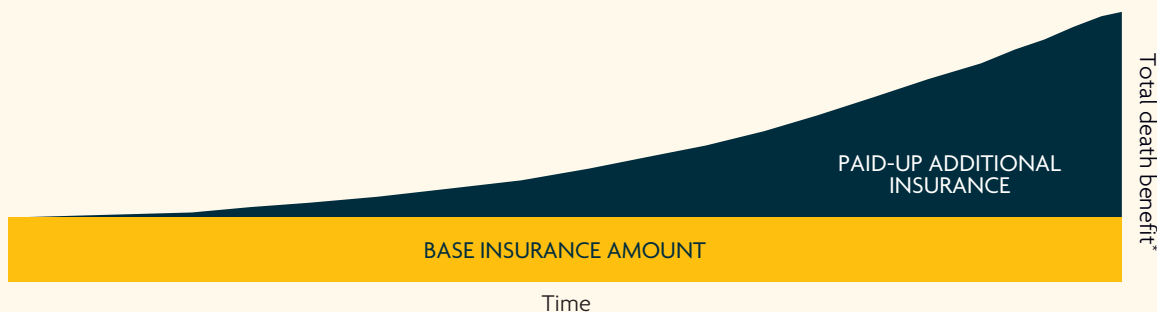 PAID-UP ADDITIONAL
INSURANCE
BASE INSURANCE AMOUNT
Total death benefit*
Time